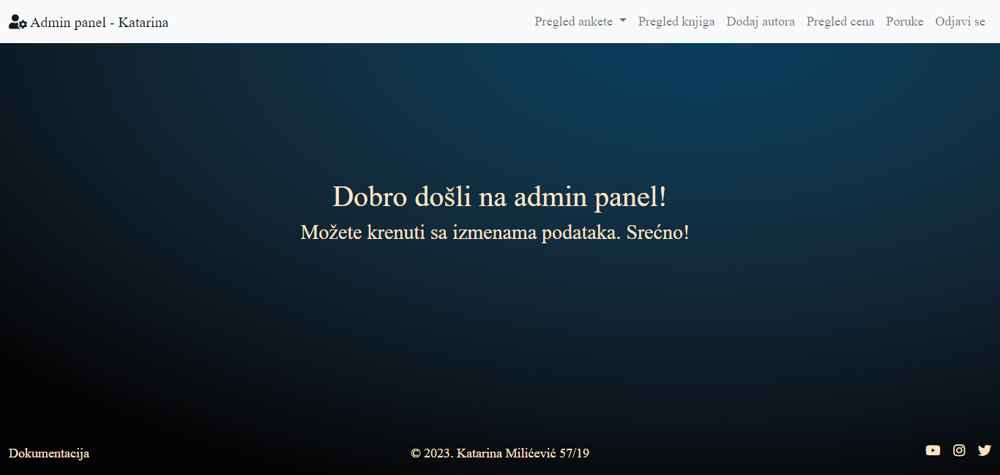 Admin panel - Katarina
Pregled ankete Pregled knjiga Dodaj autora Pregled cena Poruke Odjavi se
Dobro došli na admin panel!
Možete krenuti sa izmenama podataka. Srećno!
Dokumentacija
© 2023. Katarina Milićević 57/19